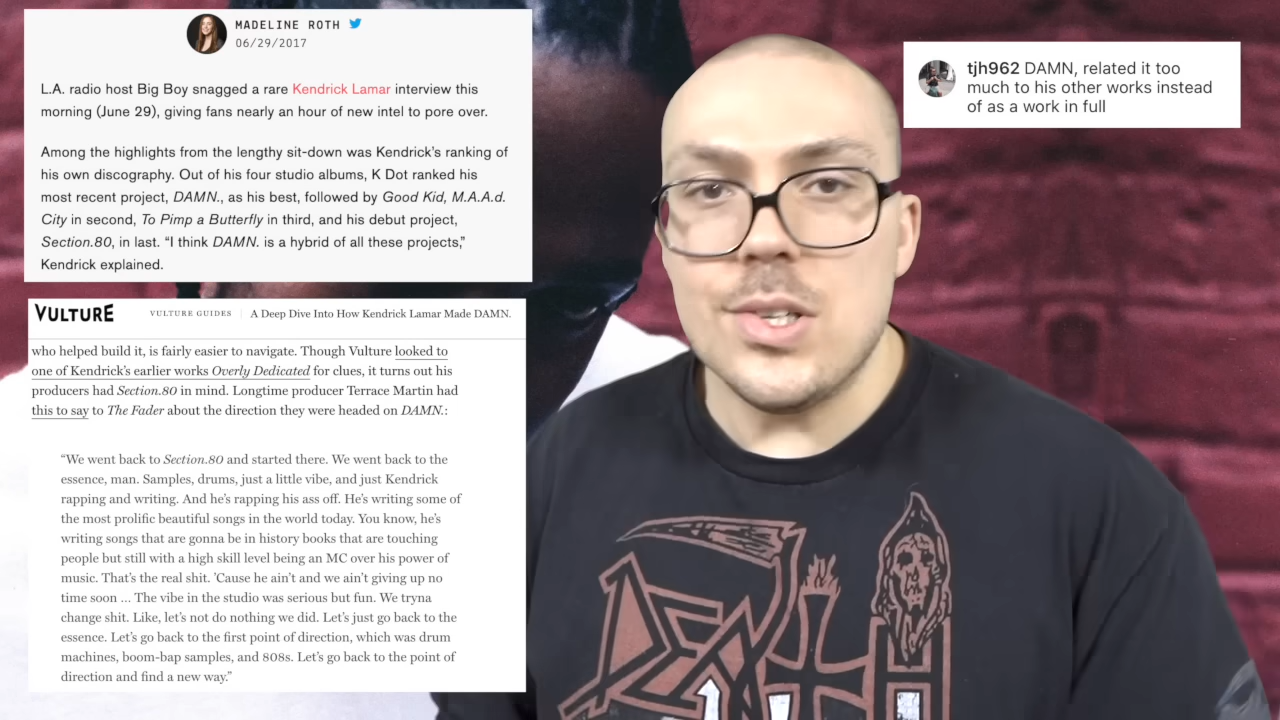 MADELINE ROTH
06/29/2017
L.A. radio host Big Boy snagged a rare Kendrick Lamar interview this
morning (June 29), giving fans nearly an hour of new intel to pore over.
Among the highlights from the lengthy sit-down was Kendrick's ranking of
his own discography. Out of his four studio albums, K Dot ranked his
most recent project, DAMN., as his best, followed by Good Kid, M.A.A.d.
City in second, To Pimp a Butterfly in third, and his debut project,
Section.80, in last. “I think DAMN. is a hybrid of all these projects,”
Kendrick explained.
VULTURE VULTURE GUIDES | A Deep Dive Into How Kendrick Lamar Made DAMN.
who helped build it, is fairly easier to navigate. Though Vulture looked to
one of Kendrick's earlier works Overly Dedicated for clues, it turns out his
producers had Section.80 in mind. Longtime producer Terrace Martin had
this to say to The Fader about the direction they were headed on DAMN.:
“We went back to Section.80 and started there. We went back to the
essence, man. Samples, drums, just a little vibe, and just Kendrick
rapping and writing. And he's rapping his ass off. He's writing some of
the most prolific beautiful songs in the world today. You know, he's
writing songs that are gonna be in history books that are touching
people but still with a high skill level being an MC over his power of
music. That's the real shit. 'Cause he ain't and we ain't giving up no
time soon ... The vibe in the studio was serious but fun. We tryna
change shit. Like, let's not do nothing we did. Let's just go back to the
essence. Let's go back to the first point of direction, which was drum
machines, boom-bap samples, and 808s. Let's go back to the point of
direction and find a new way.”
tjh962 DAMN, related it too
much to his other works instead
of as a work in full
DEATH